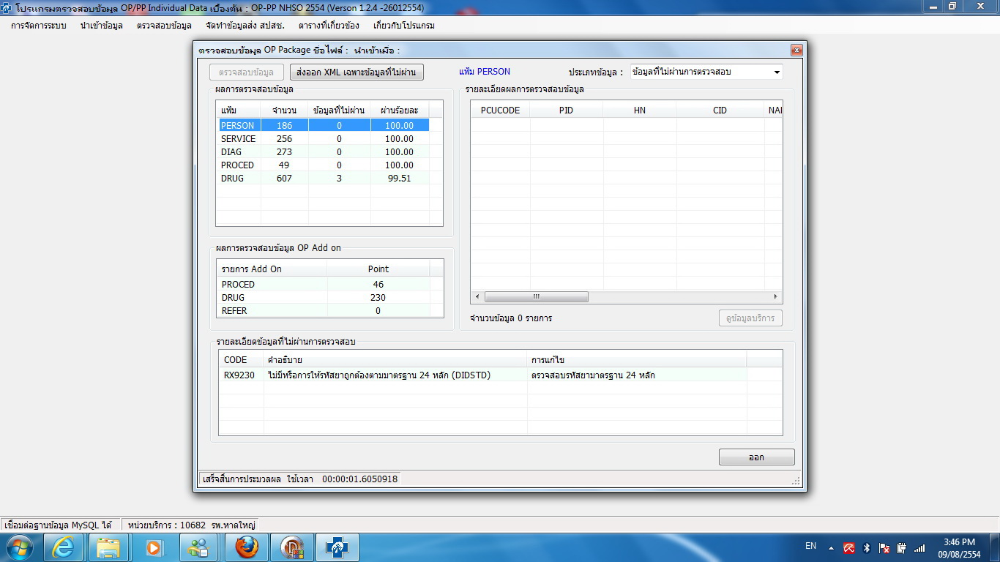 โปรแกรมตรวจสอบข้อมูล OP/PP Individual Data เบื้องต้น : OP-PP NHSO 2554 (Verson 1.2.4 -26012554)
การจัดการระบบ นำเข้าข้อมูล ตรวจสอบข้อมูล จัดทำข้อมูลส่ง สปสช. ตารางที่เกี่ยวข้อง เกี่ยวกับโปรแกรม
ตรวจสอบข้อมูล OP Package ชื่อไฟล์ : นำเข้าเมื่อ :
ตรวจสอบข้อมูล ส่งออก XML เฉพาะข้อมูลที่ไม่ผ่าน แฟ้ม PERSON ประเภทข้อมูล : ข้อมูลที่ไม่ผ่านการตรวจสอบ
ผลการตรวจสอบข้อมูล
แฟ้ม จำนวน ข้อมูลที่ไม่ผ่าน ผ่านร้อยละ
PERSON 186 0 100.00
SERVICE 256 0 100.00
DIAG 273 0 100.00
PROCED 49 0 100.00
DRUG 607 3 99.51
รายละเอียดผลการตรวจสอบข้อมูล
PCUCODE PID HN CID NAI
จำนวนข้อมูล 0 รายการ ดูข้อมูลบริการ
ผลการตรวจสอบข้อมูล OP Add on
รายการ Add On Point
PROCED 46
DRUG 230
REFER 0
รายละเอียดข้อมูลที่ไม่ผ่านการตรวจสอบ
CODE คำอธิบาย การแก้ไข
RX9230 ไม่มีหรือการให้รหัสยาถูกต้องตามมาตรฐาน 24 หลัก (DIDSTD) ตรวจสอบรหัสยามาตรฐาน 24 หลัก
ออก
เสร็จสิ้นการประมวลผล ใช้เวลา 00:00:01.6050918
เชื่อมต่อฐานข้อมูล MySQL ได้ หน่วยบริการ : 10682 รพ.หาดใหญ่
EN 3:46 PM
09/08/2554